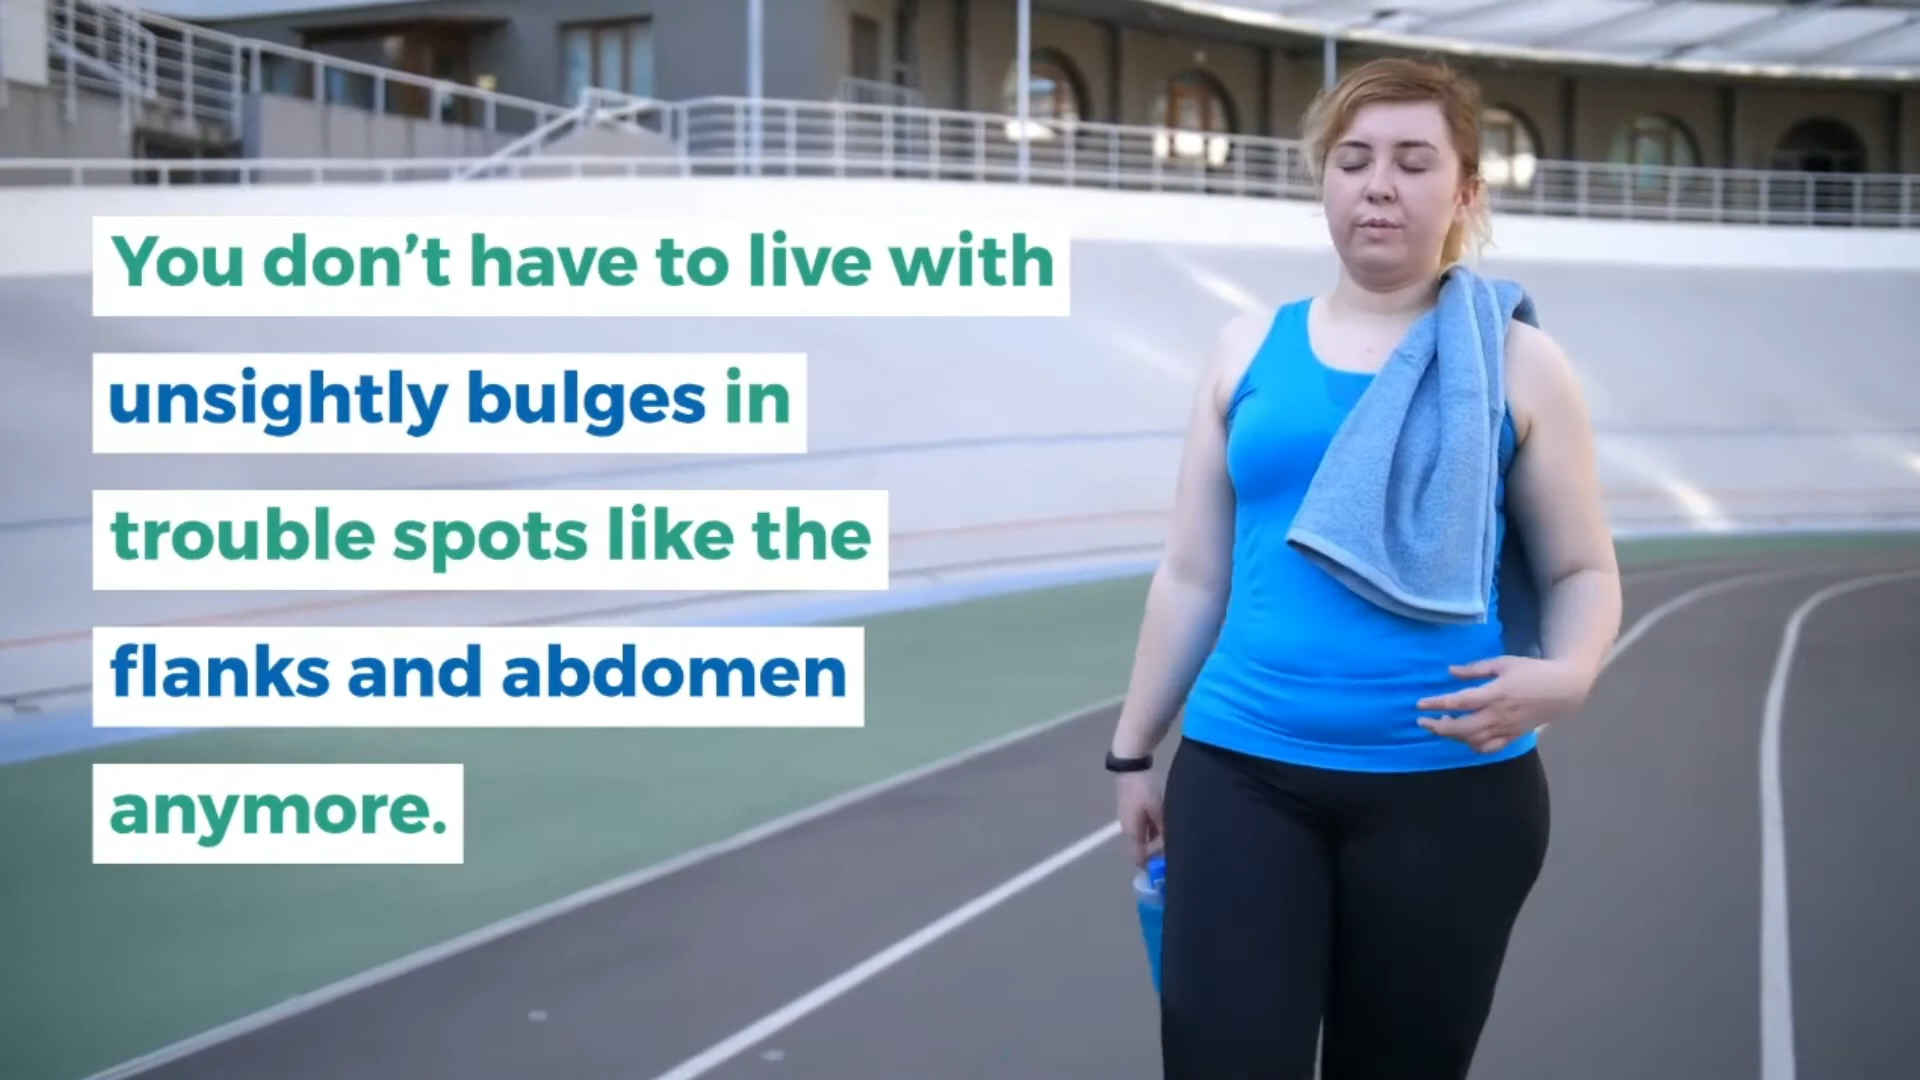 You don’t have to live with
unsightly bulges in
trouble spots like the
flanks and abdomen
anymore.